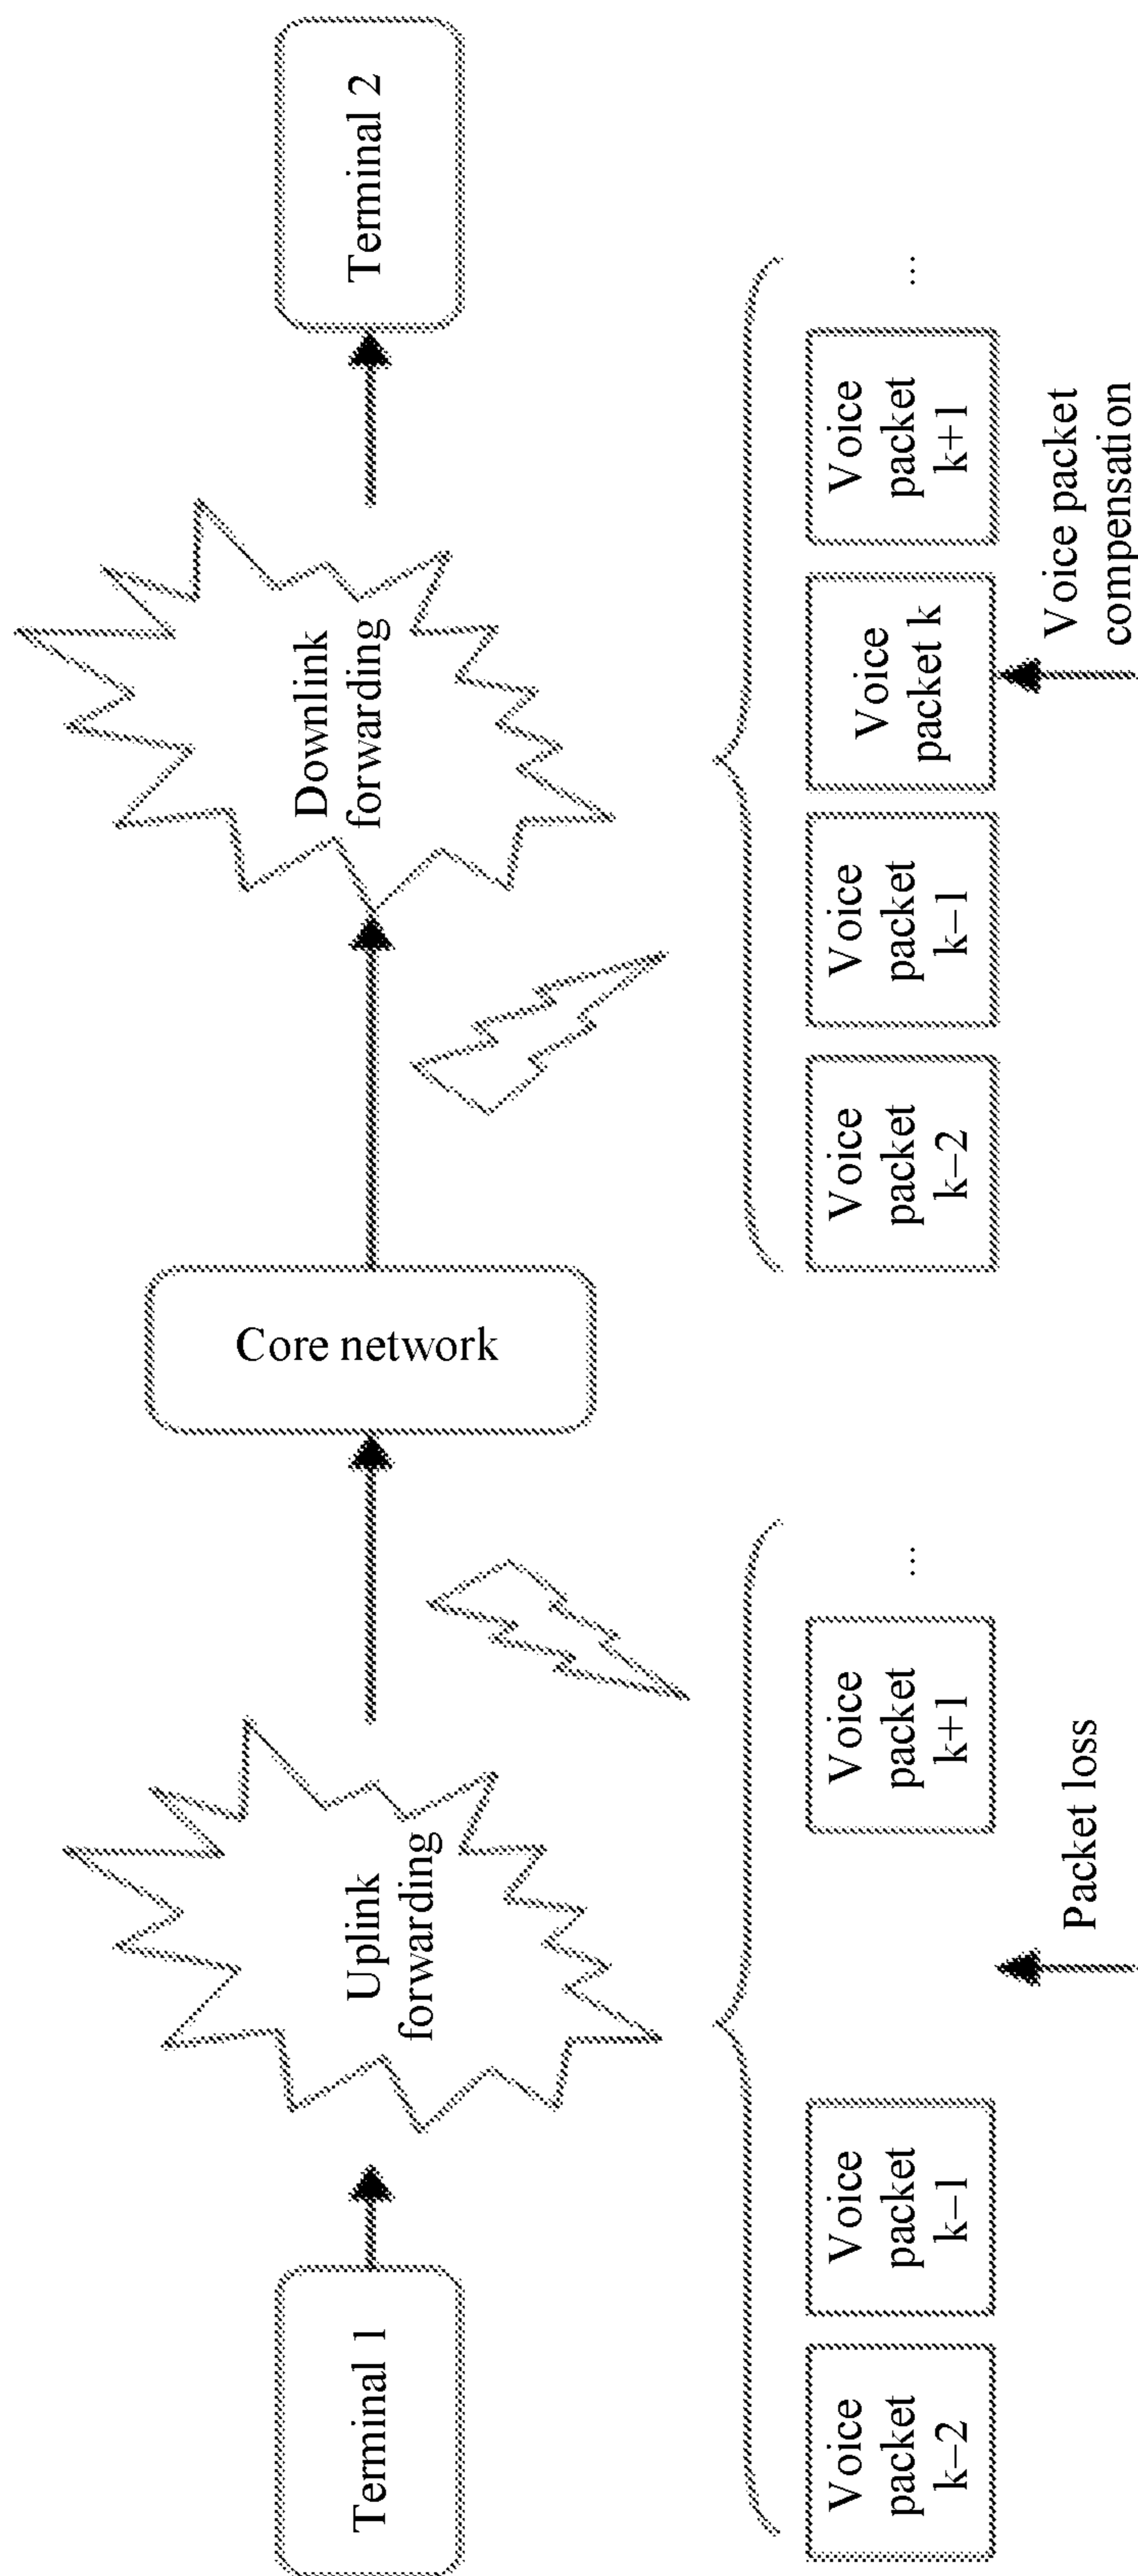 Terminal 1
Uplink
forwarding
Core network
Downlink
forwarding
Terminal 2
Voice
packet
k−2
Voice
packet
k−1
Voice
packet
k+1
...
Packet loss
Voice
packet
k−2
Voice
packet
k−1
Voice
packet k
Voice
packet
k+1
...
Voice packet
compensation